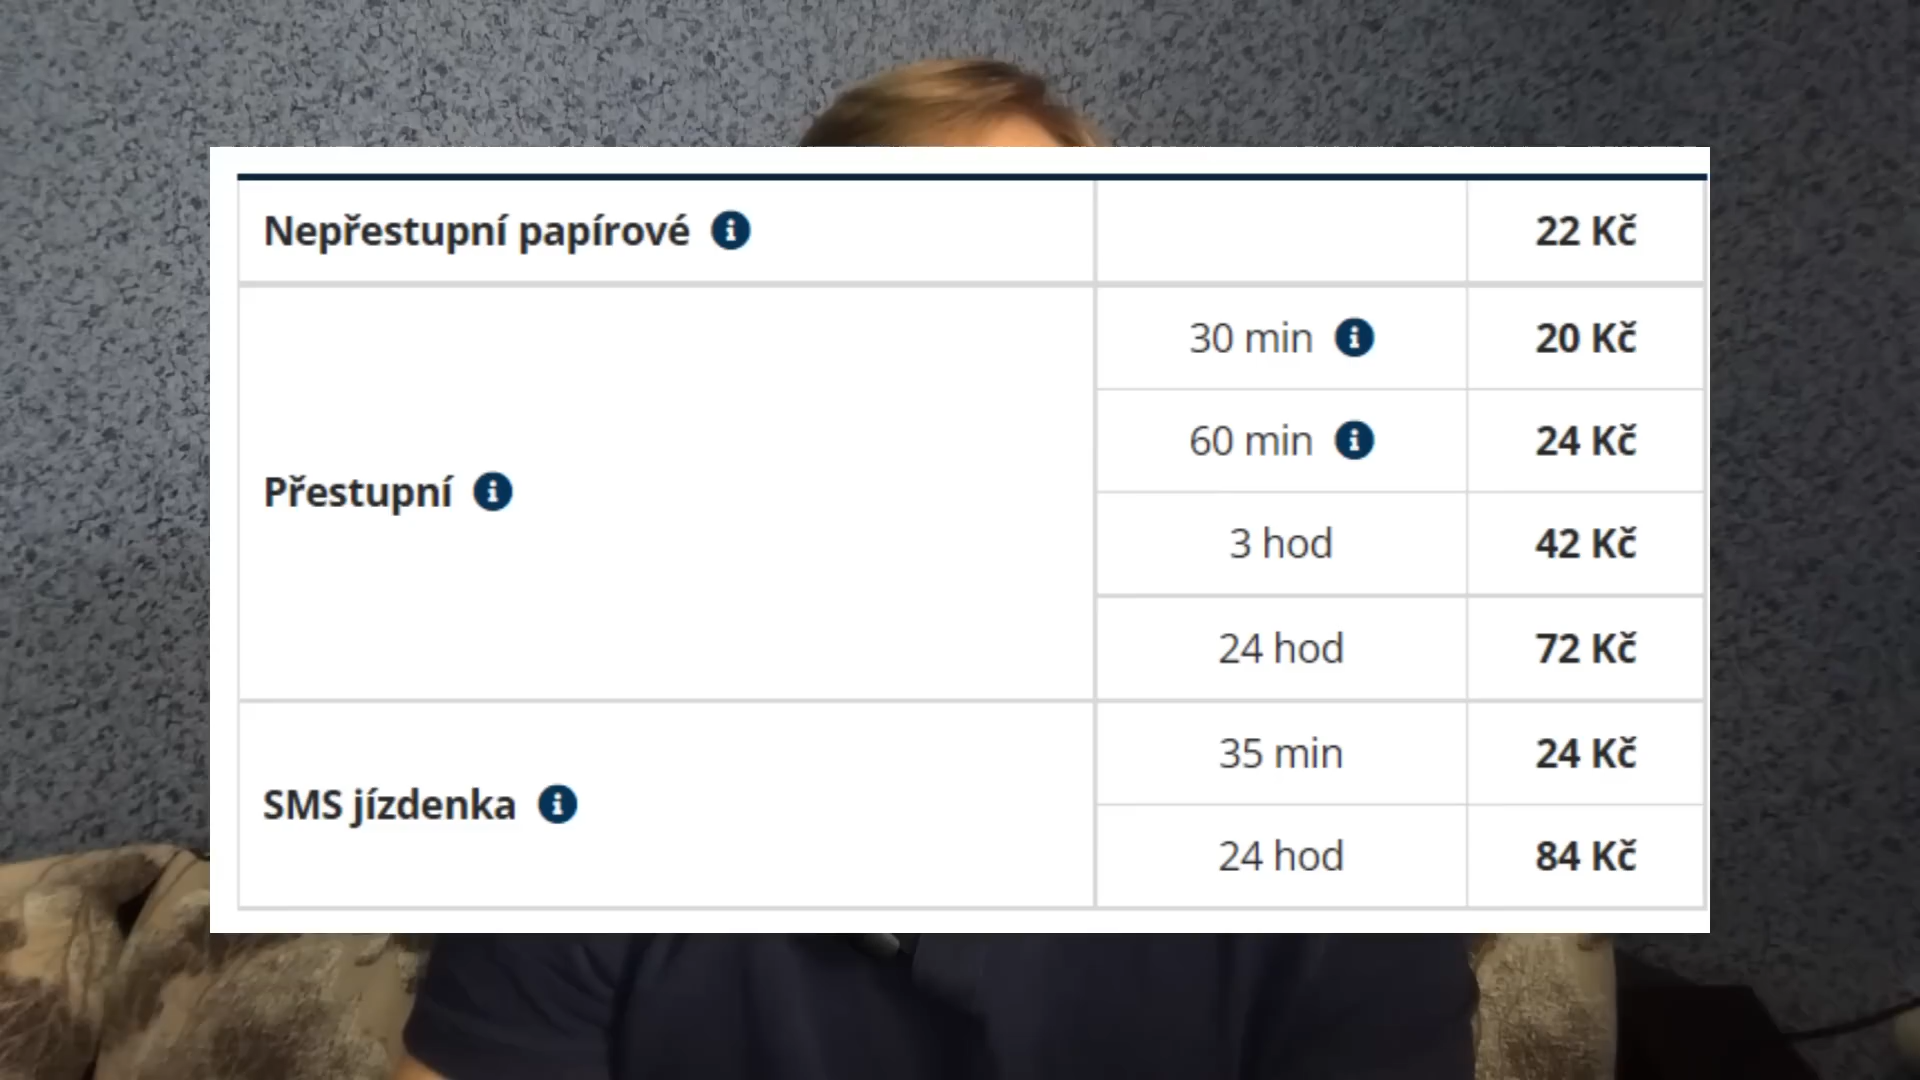 Nepřestupní papírové 22 Kč
Přestupní
30 min 20 Kč
60 min 24 Kč
3 hod 42 Kč
24 hod 72 Kč
SMS jízdenka
35 min 24 Kč
24 hod 84 Kč